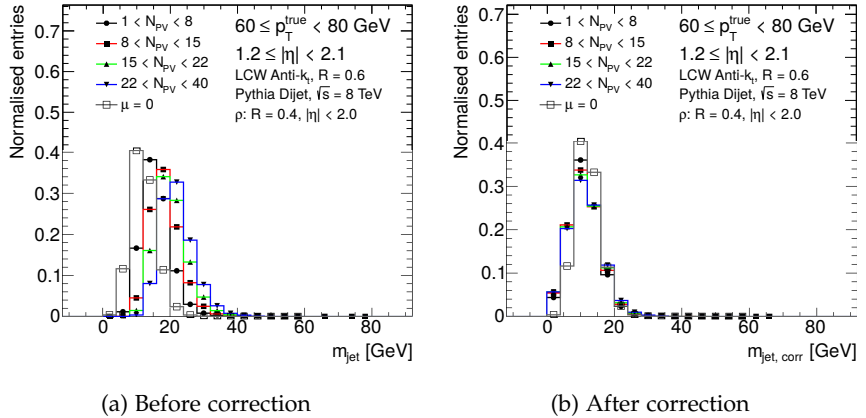 Normalised entries
0.7
0.6
0.5
0.4
0.3
0.2
0.1
0
1 < N_PV < 8
8 < N_PV < 15
15 < N_PV < 22
22 < N_PV < 40
μ = 0
60 ≤ p_T^true < 80 GeV
1.2 ≤ |η| < 2.1
LCW Anti-k_t, R = 0.6
Pythia Dijet, √s = 8 TeV
ρ: R = 0.4, |η| < 2.0
0 20 40 60 80
m_jet [GeV]
(a) Before correction
Normalised entries
0.7
0.6
0.5
0.4
0.3
0.2
0.1
0
1 < N_PV < 8
8 < N_PV < 15
15 < N_PV < 22
22 < N_PV < 40
μ = 0
60 ≤ p_T^true < 80 GeV
1.2 ≤ |η| < 2.1
LCW Anti-k_t, R = 0.6
Pythia Dijet, √s = 8 TeV
ρ: R = 0.4, |η| < 2.0
0 20 40 60 80
m_jet, corr [GeV]
(b) After correction